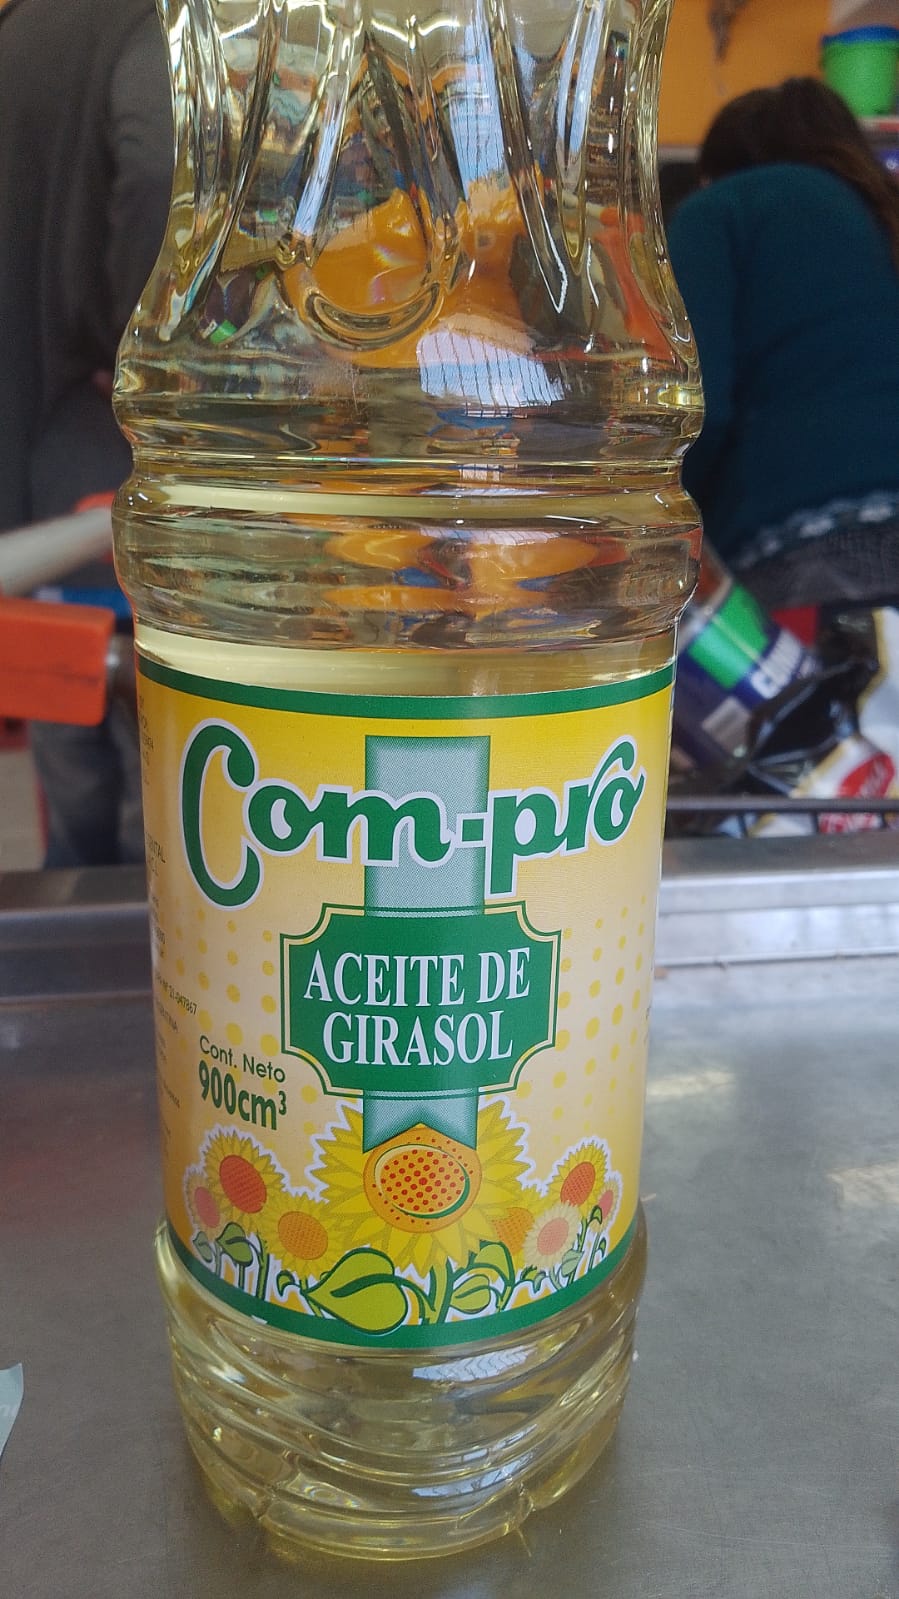 Com-pro
ACEITE DE
GIRASOL
Cont. Neto
900cm³